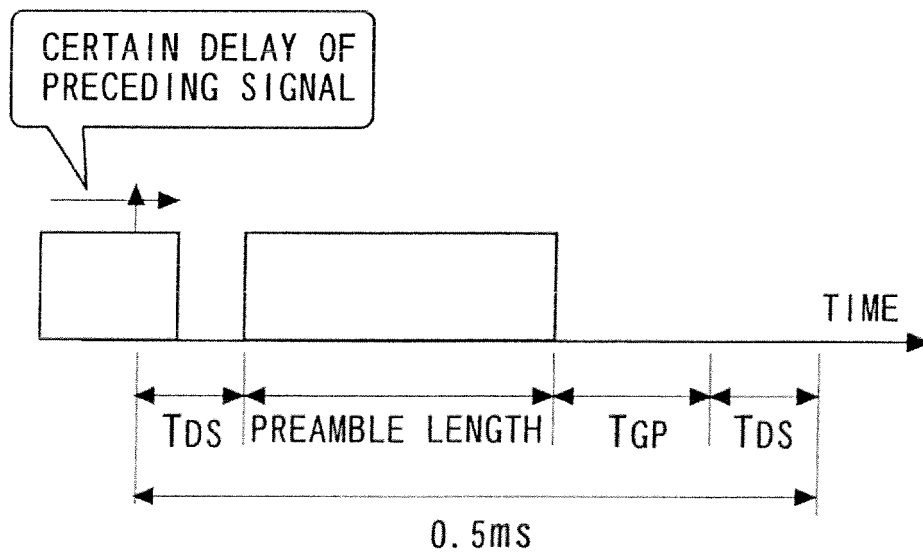 CERTAIN DELAY OF
PRECEDING SIGNAL
TIME
TDS PREAMBLE LENGTH TGP TDS
0.5ms